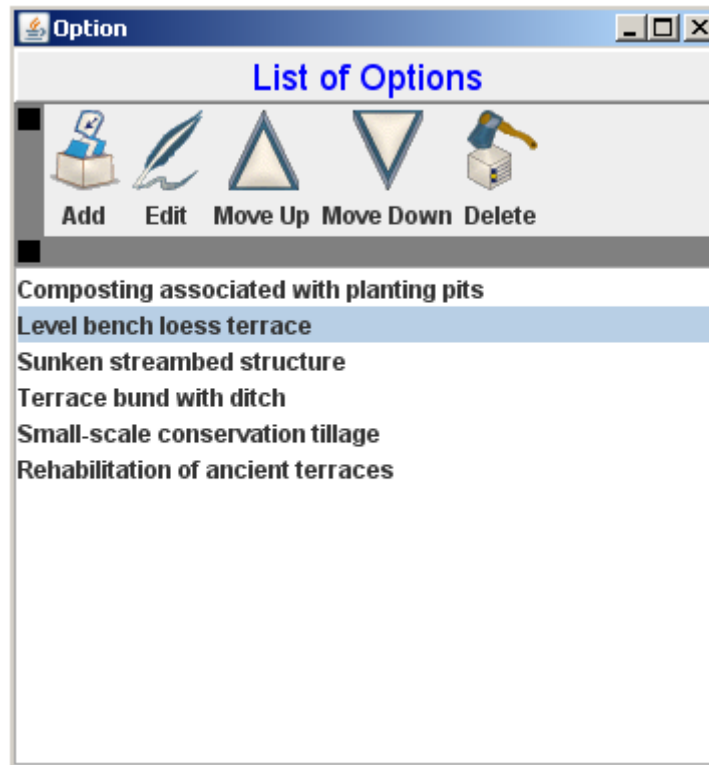 Option
List of Options
Add Edit Move Up Move Down Delete
Composting associated with planting pits
Level bench loess terrace
Sunken streambed structure
Terrace bund with ditch
Small-scale conservation tillage
Rehabilitation of ancient terraces